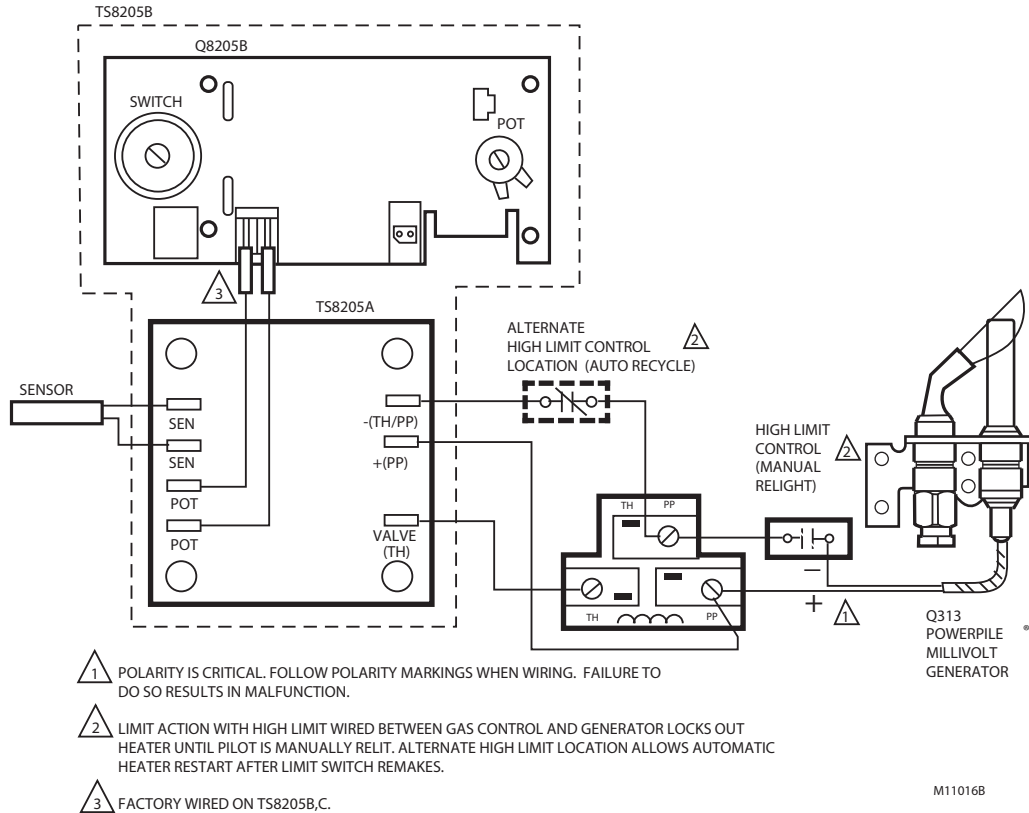 TS8205B
Q8205B
SWITCH
POT
3
TS8205A
ALTERNATE
HIGH LIMIT CONTROL
LOCATION (AUTO RECYCLE)
2
SENSOR
SEN
SEN
POT
POT
-(TH/PP)
+(PP)
VALVE
(TH)
HIGH LIMIT
CONTROL
(MANUAL
RELIGHT)
2
TH PP
TH PP
–
+
1
Q313
POWERPILE ®
MILLIVOLT
GENERATOR
1 POLARITY IS CRITICAL. FOLLOW POLARITY MARKINGS WHEN WIRING. FAILURE TO
DO SO RESULTS IN MALFUNCTION.
2 LIMIT ACTION WITH HIGH LIMIT WIRED BETWEEN GAS CONTROL AND GENERATOR LOCKS OUT
HEATER UNTIL PILOT IS MANUALLY RELIT. ALTERNATE HIGH LIMIT LOCATION ALLOWS AUTOMATIC
HEATER RESTART AFTER LIMIT SWITCH REMAKES.
3 FACTORY WIRED ON TS8205B,C.
M11016B